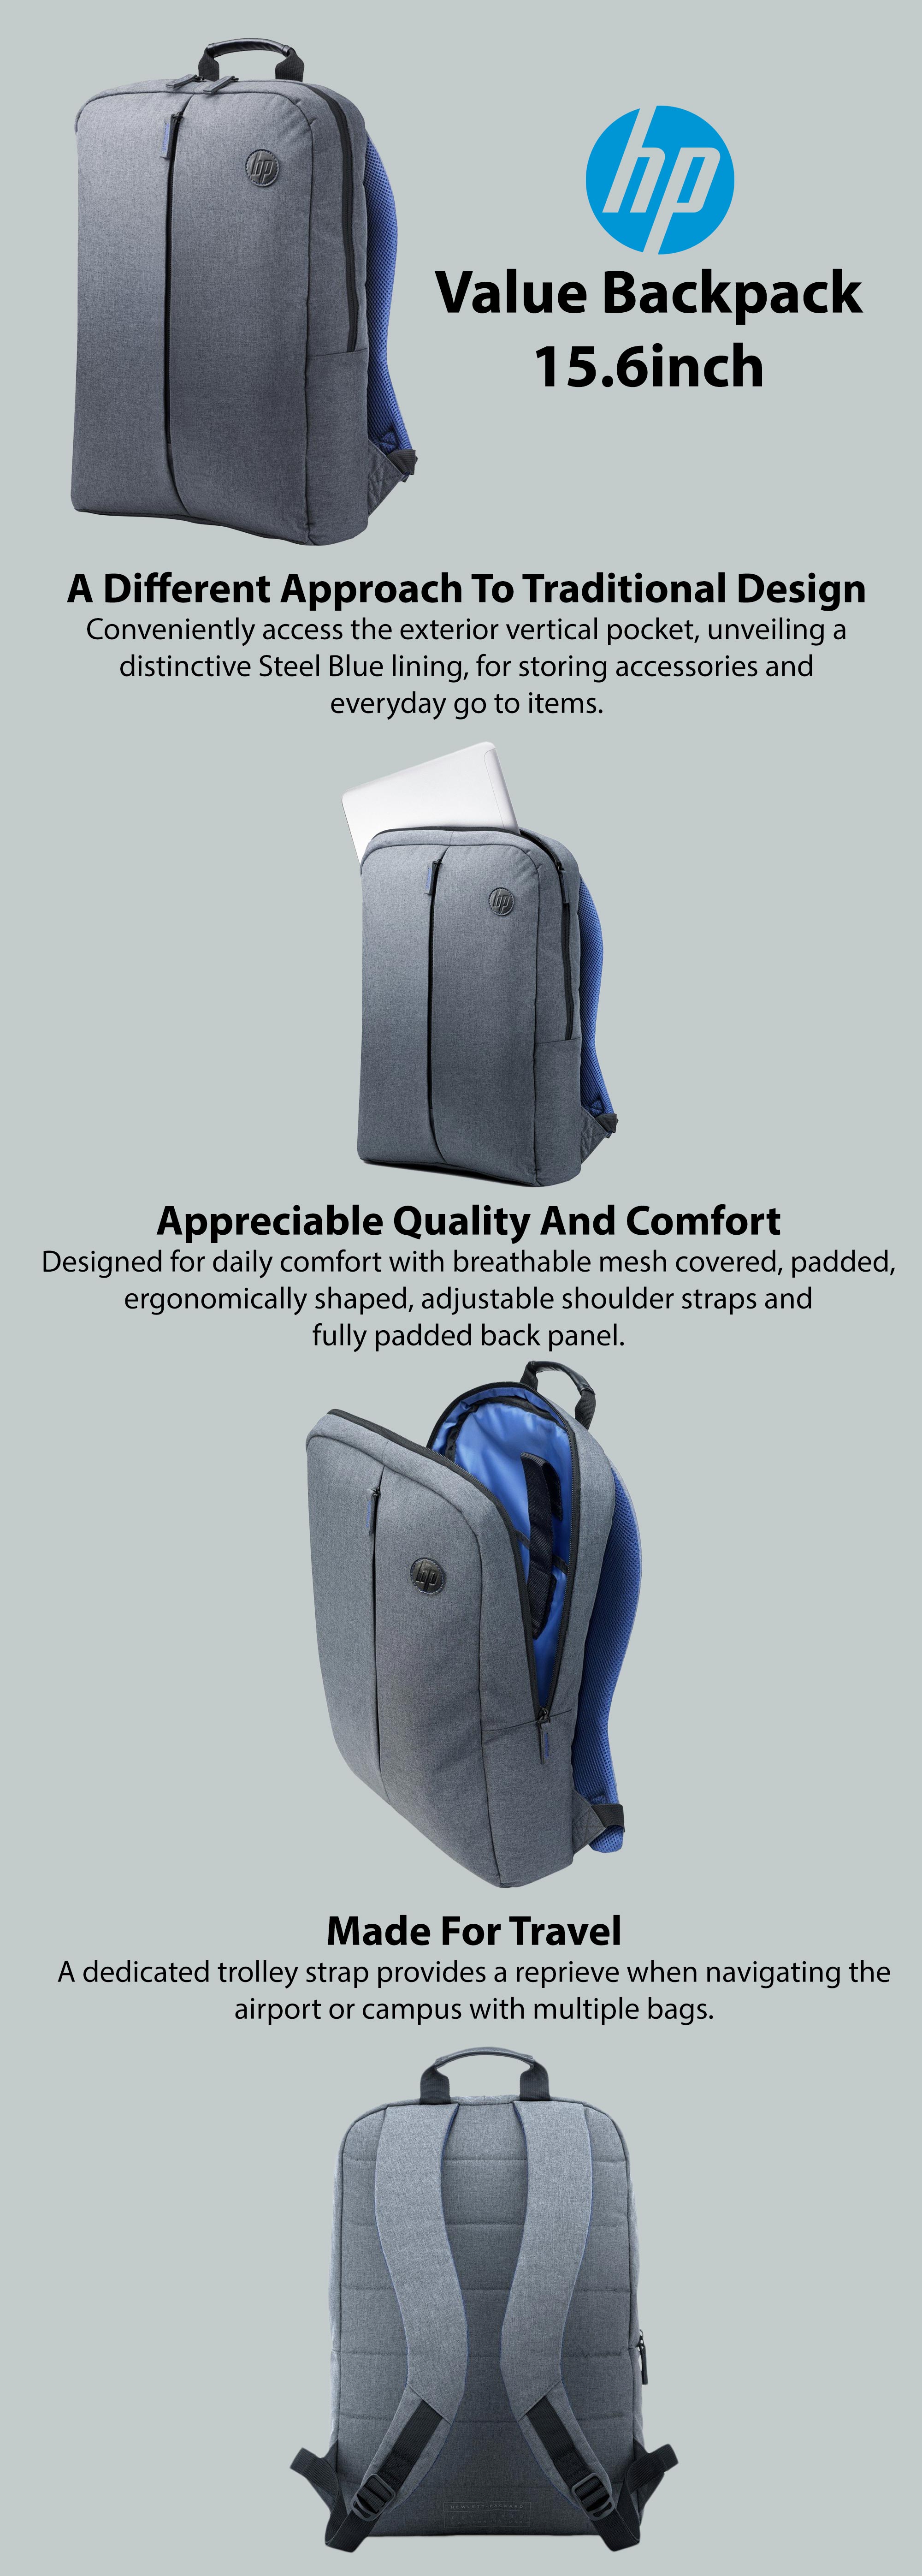 hp
hp
Value Backpack
15.6inch
A Different Approach To Traditional Design
Conveniently access the exterior vertical pocket, unveiling a
distinctive Steel Blue lining, for storing accessories and
everyday go to items.
hp
Appreciable Quality And Comfort
Designed for daily comfort with breathable mesh covered, padded,
ergonomically shaped, adjustable shoulder straps and
fully padded back panel.
hp
Made For Travel
A dedicated trolley strap provides a reprieve when navigating the
airport or campus with multiple bags.